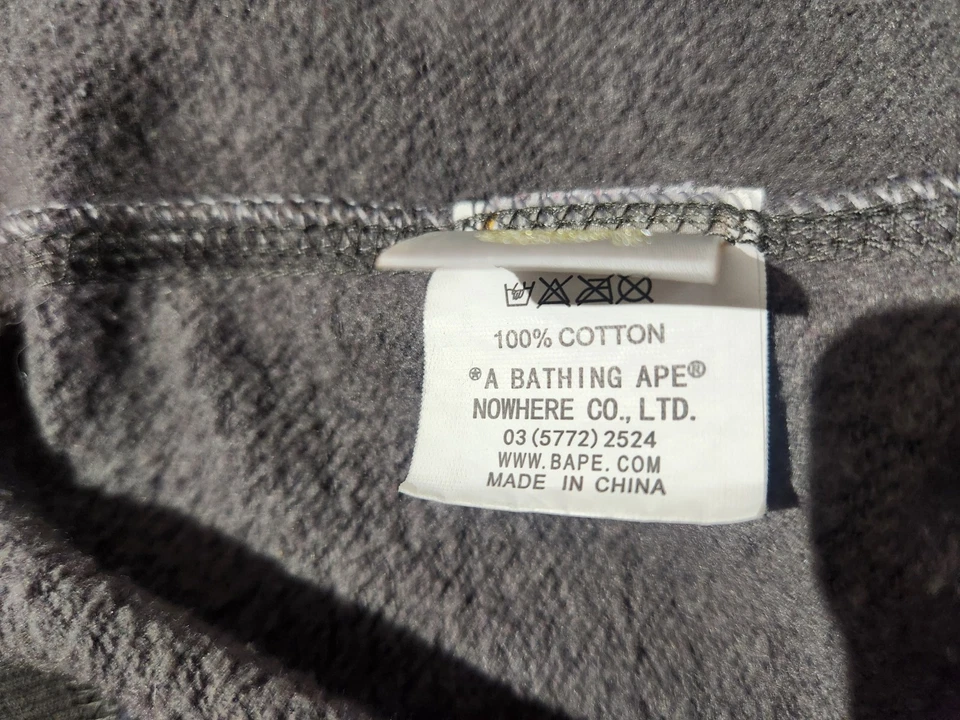 100% COTTON
®A BATHING APE®
NOWHERE CO., LTD.
03(5772)2524
WWW.BAPE.COM
MADE IN CHINA